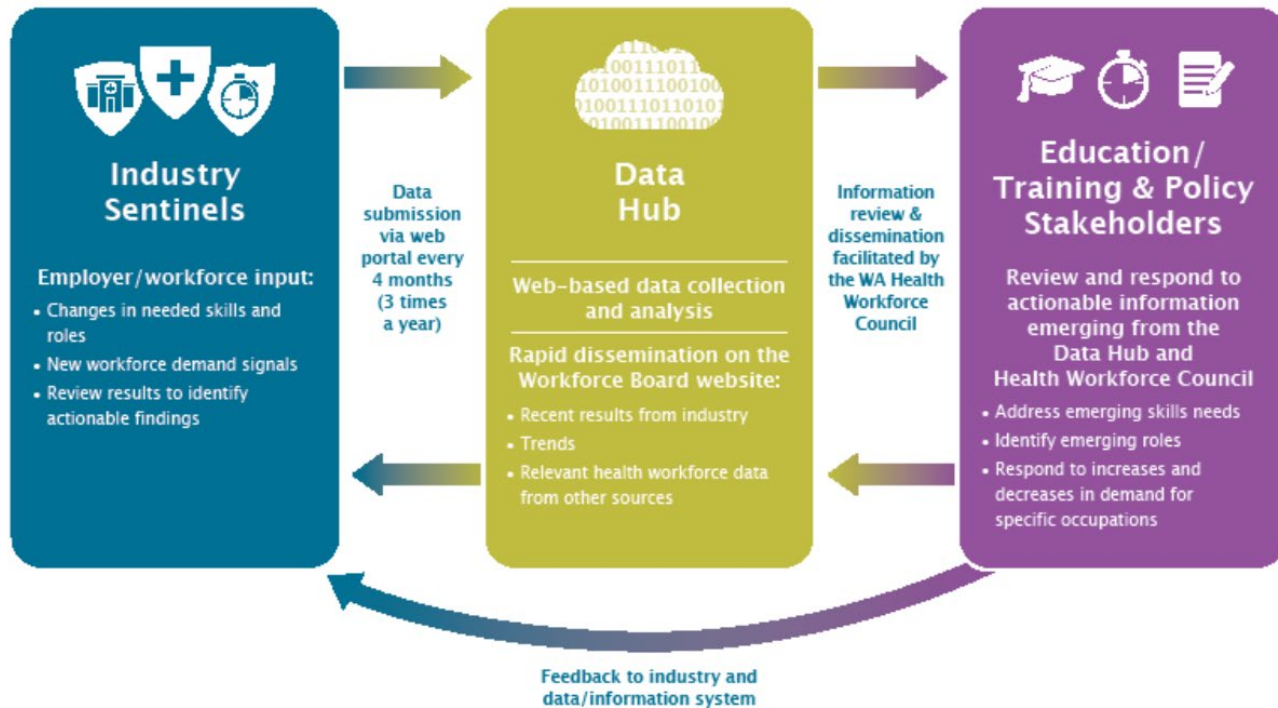 Industry
Sentinels
Employer/workforce input:
• Changes in needed skills and
roles
• New workforce demand signals
• Review results to identify
actionable findings
Data
submission
via web
portal every
4 months
(3 times
a year)
Data
Hub
Web-based data collection
and analysis
Rapid dissemination on the
Workforce Board website:
• Recent results from industry
• Trends
• Relevant health workforce data
from other sources
Information
review &
dissemination
facilitated by
the WA Health
Workforce
Council
Education/
Training & Policy
Stakeholders
Review and respond to
actionable information
emerging from the
Data Hub and
Health Workforce Council
• Address emerging skills needs
• Identify emerging roles
• Respond to increases and
decreases in demand for
specific occupations
Feedback to industry and
data/information system